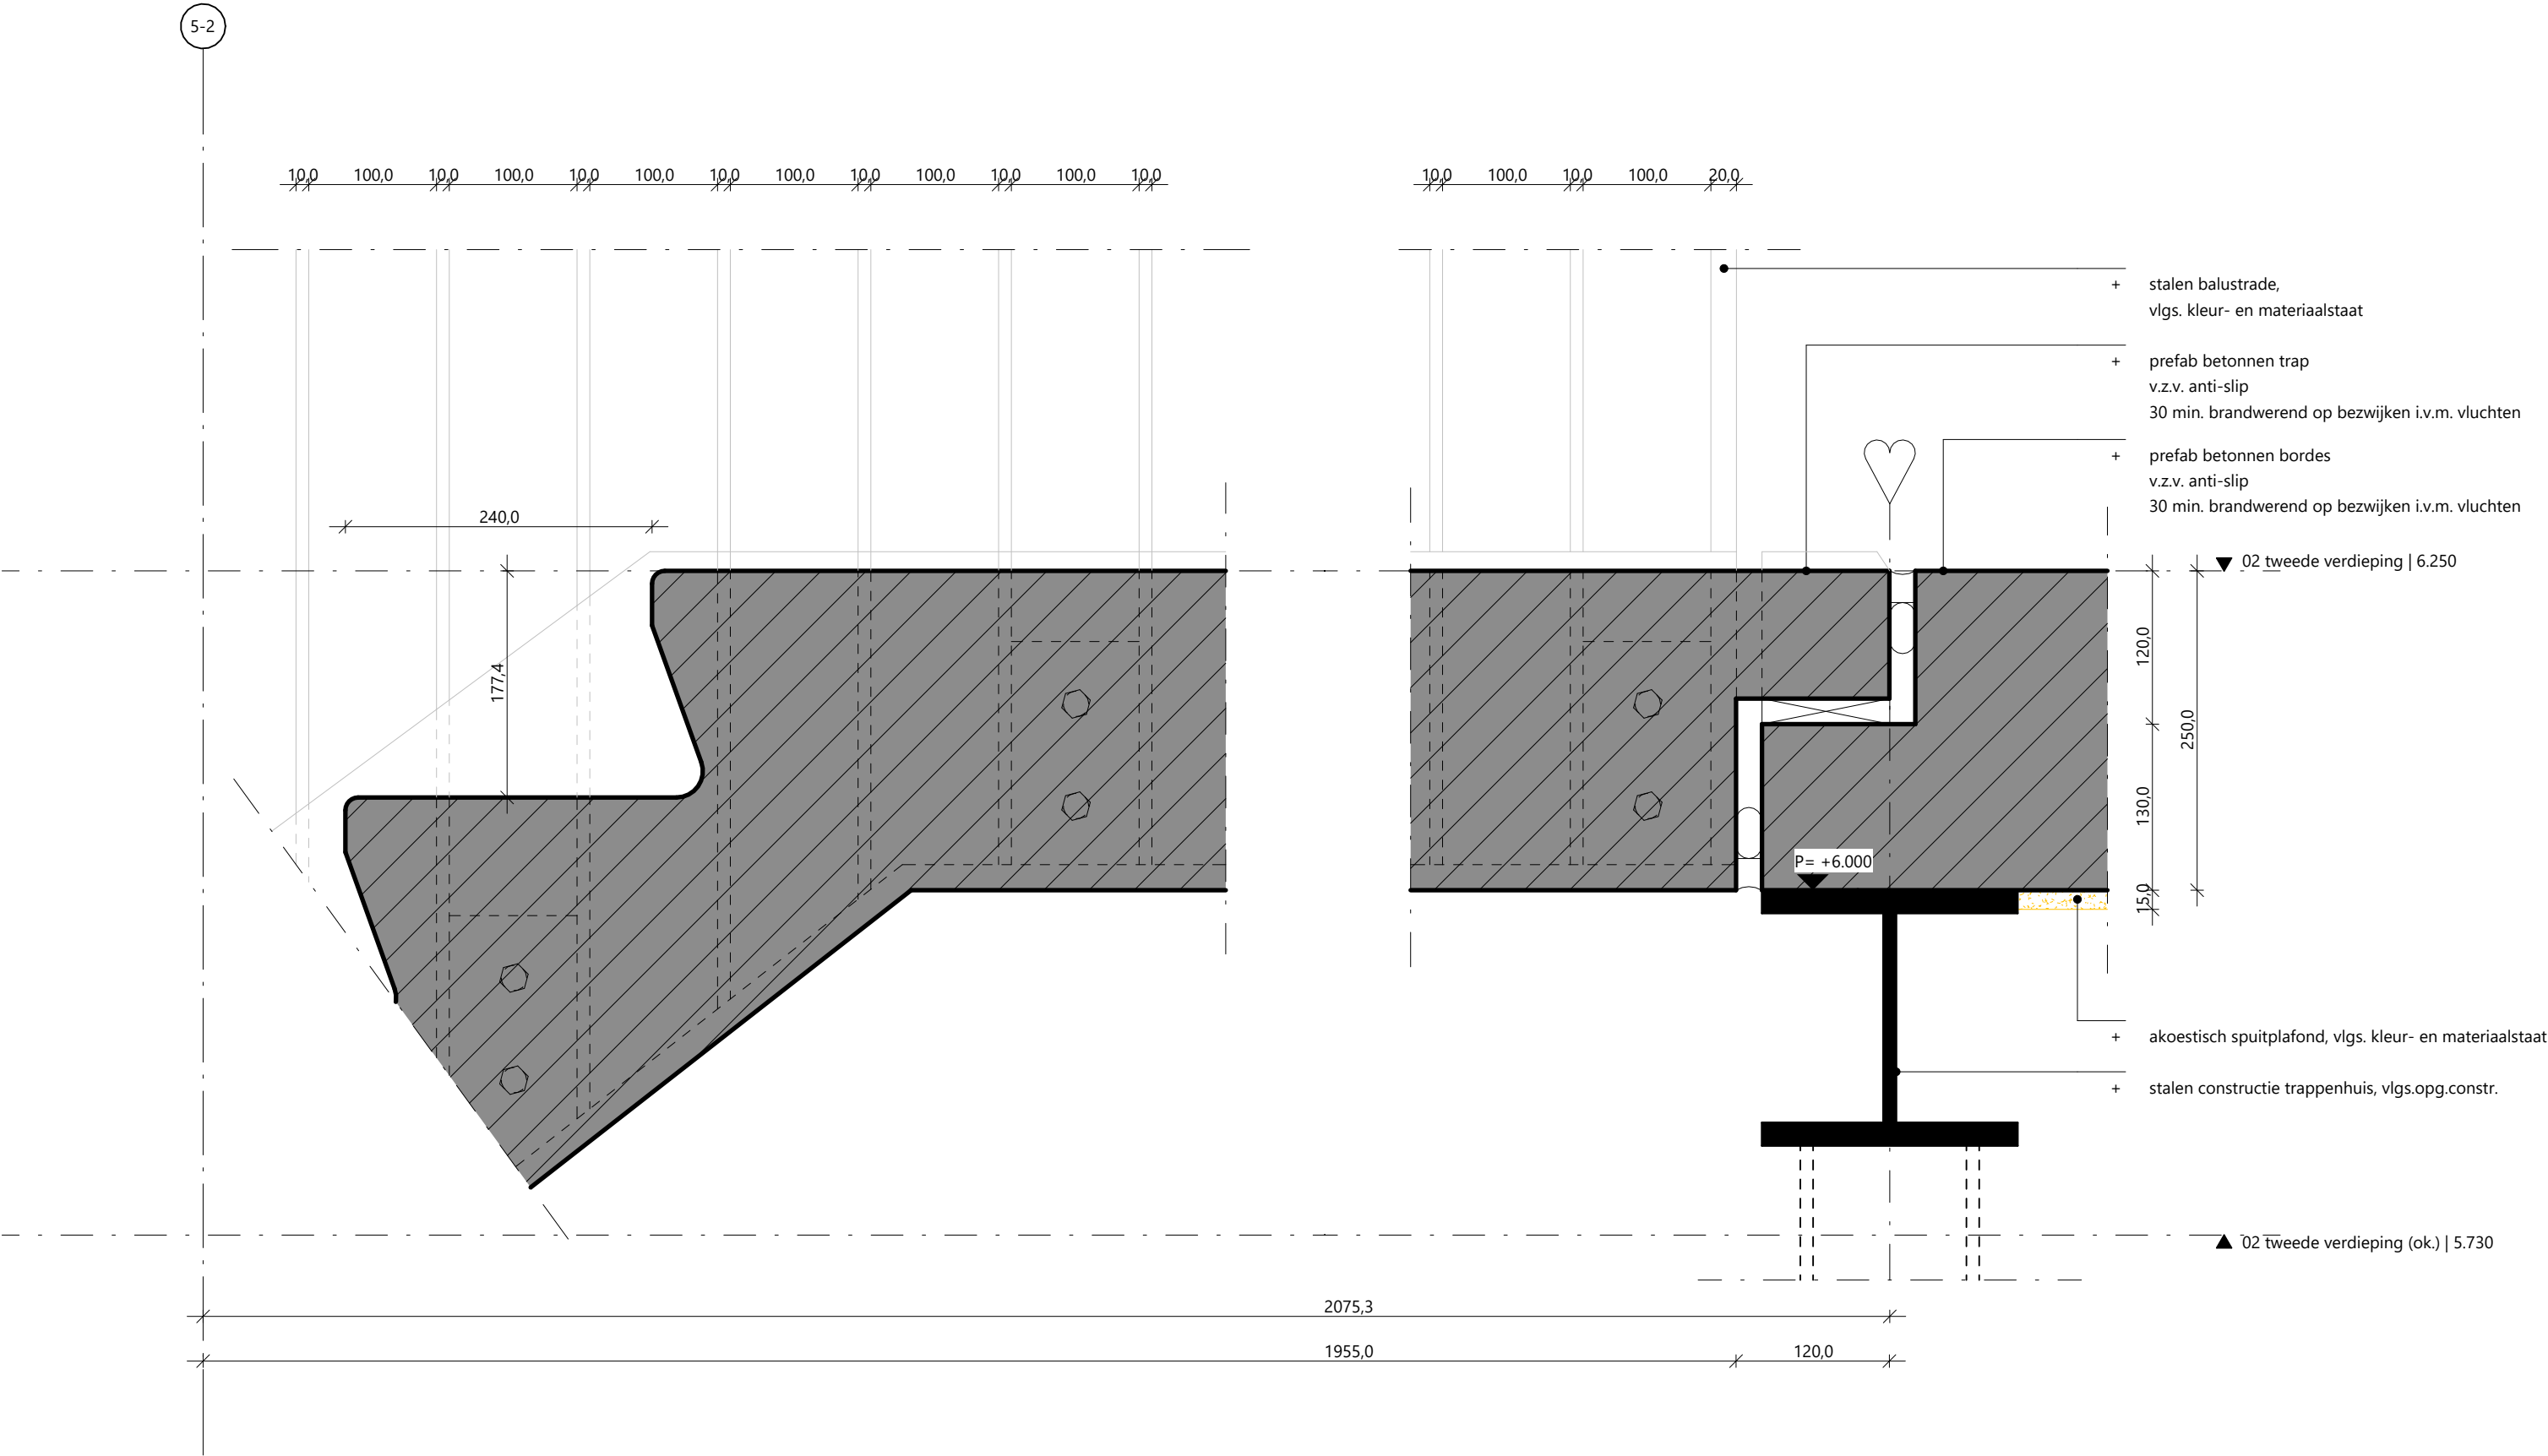 5-2
10,0 100,0 10,0 100,0 10,0 100,0 10,0 100,0 10,0 100,0 10,0 100,0 10,0
10,0 100,0 10,0 100,0 20,0
+ stalen balustrade,
vlgs. kleur- en materiaalstaat
+ prefab betonnen trap
v.z.v. anti-slip
30 min. brandwerend op bezwijken i.v.m. vluchten
+ prefab betonnen bordes
v.z.v. anti-slip
30 min. brandwerend op bezwijken i.v.m. vluchten
240,0
177,4
02 tweede verdieping | 6.250
120,0
250,0
130,0
15,0
P= +6.000
+ akoestisch spuitplafond, vlgs. kleur- en materiaalstaat
+ stalen constructie trappenhuis, vlgs.opg.constr.
02 tweede verdieping (ok.) | 5.730
2075,3
1955,0 120,0